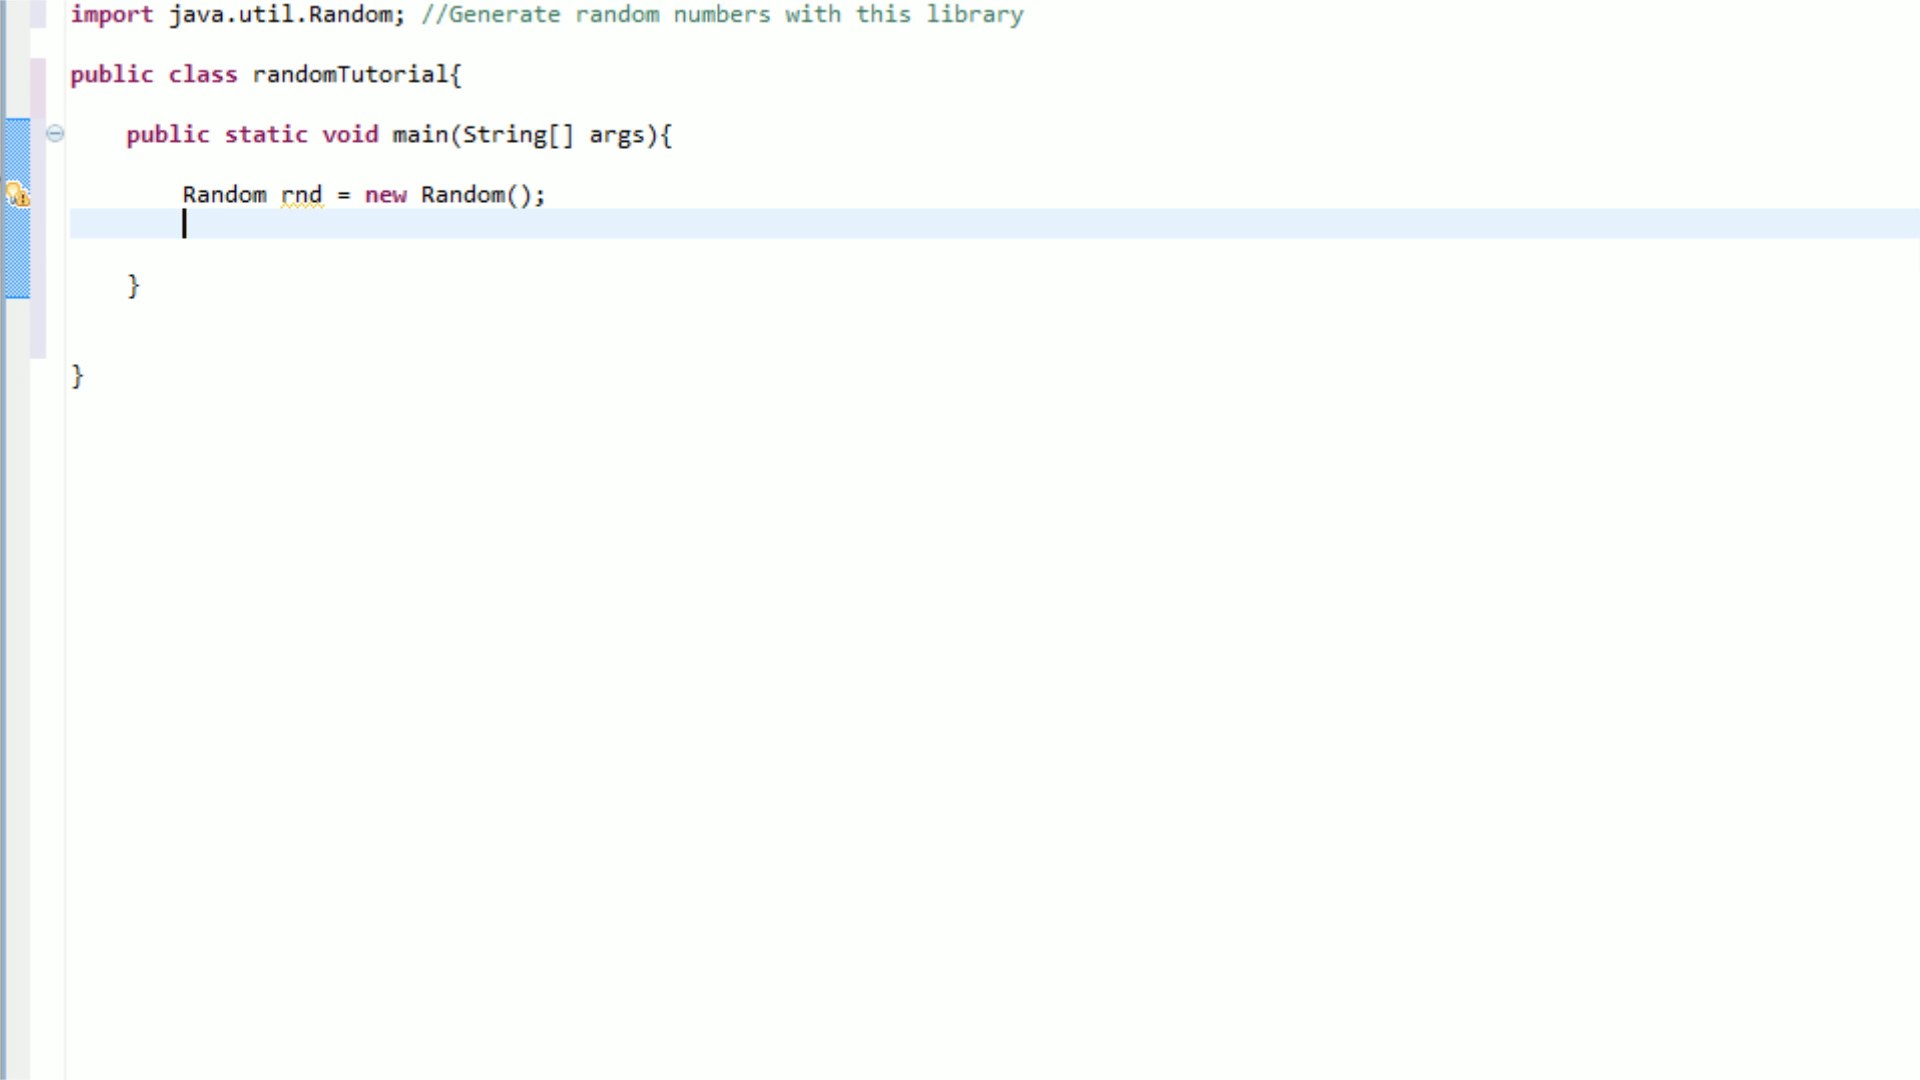 import java.util.Random; //Generate random numbers with this library
public class randomTutorial{
public static void main(String[] args){
Random rnd = new Random();
}
}